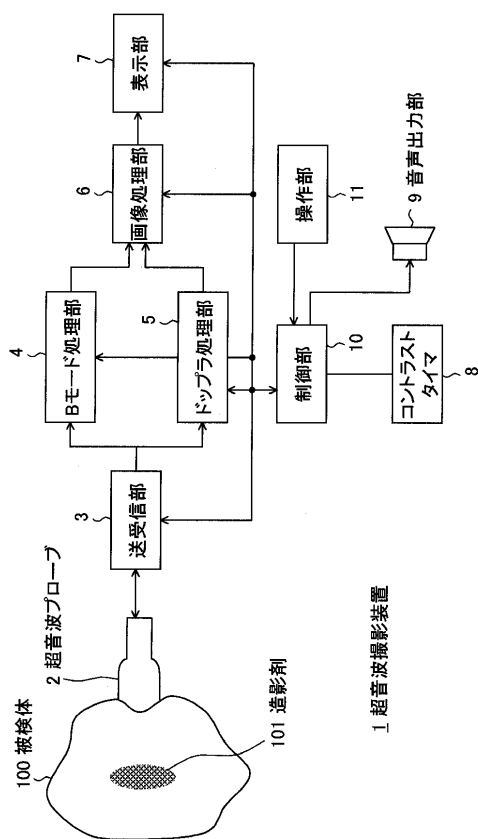 100 被検体
101 造影剤
2 超音波プローブ
3
送受信部
4
Bモード処理部
5
ドップラ処理部
6
画像処理部
7
表示部
操作部
11
制御部
10
9 音声出力部
コントラスト
タイマ
8
1 超音波撮影装置